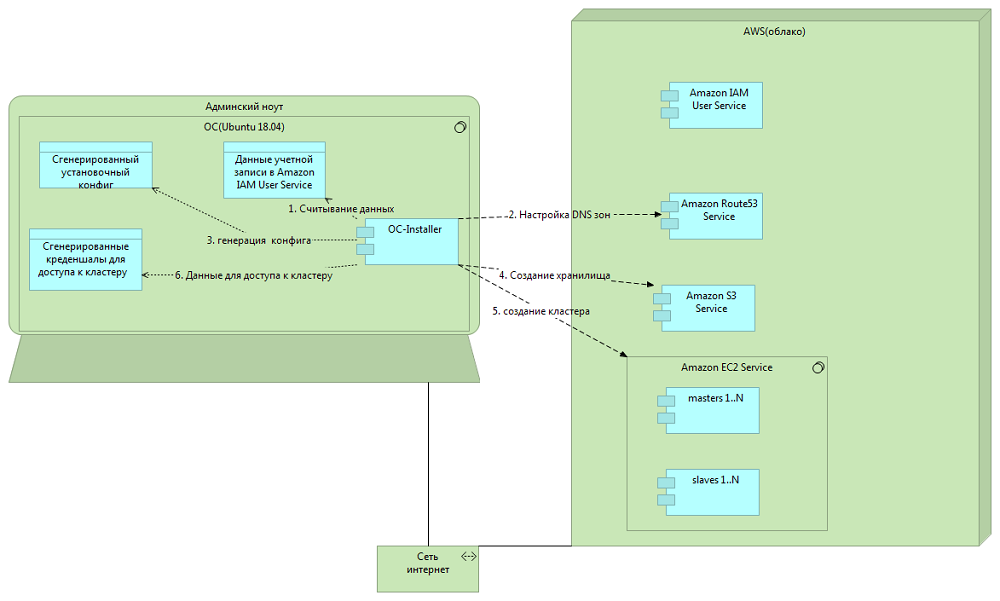 AWS(облако)
Amazon IAM
User Service
Админский ноут
ОС(Ubuntu 18.04)
Сгенерированный
установочный
конфиг
Данные учетной
записи в Amazon
IAM User Service
1. Считывание данных
2. Настройка DNS зон
Amazon Route53
Service
OC-Installer
3. генерация конфига
Сгенерированные
креденшалы для
доступа к кластеру
6. Данные для доступа к кластеру
4. Создание хранилища
Amazon S3
Service
5. создание кластера
Amazon EC2 Service
masters 1..N
slaves 1..N
Сеть
интернет